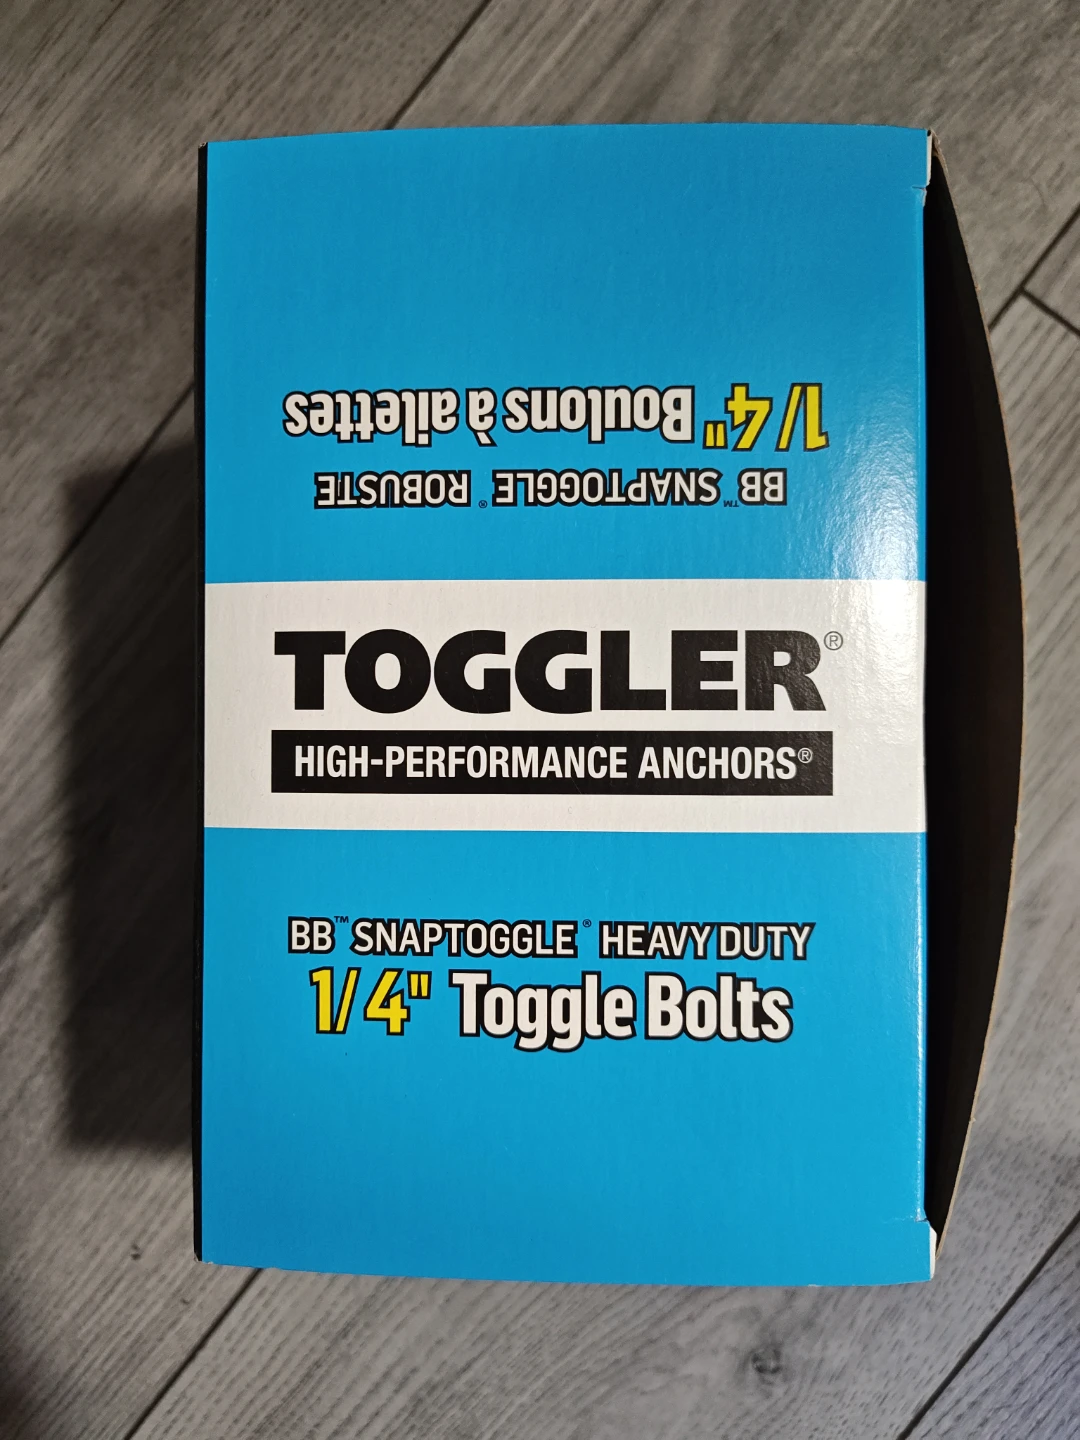 1/4" Boulons à ailettes
BB™ SNAPTOGGLE® ROBUSTE
TOGGLER®
HIGH-PERFORMANCE ANCHORS®
BB™ SNAPTOGGLE® HEAVY DUTY
1/4" Toggle Bolts